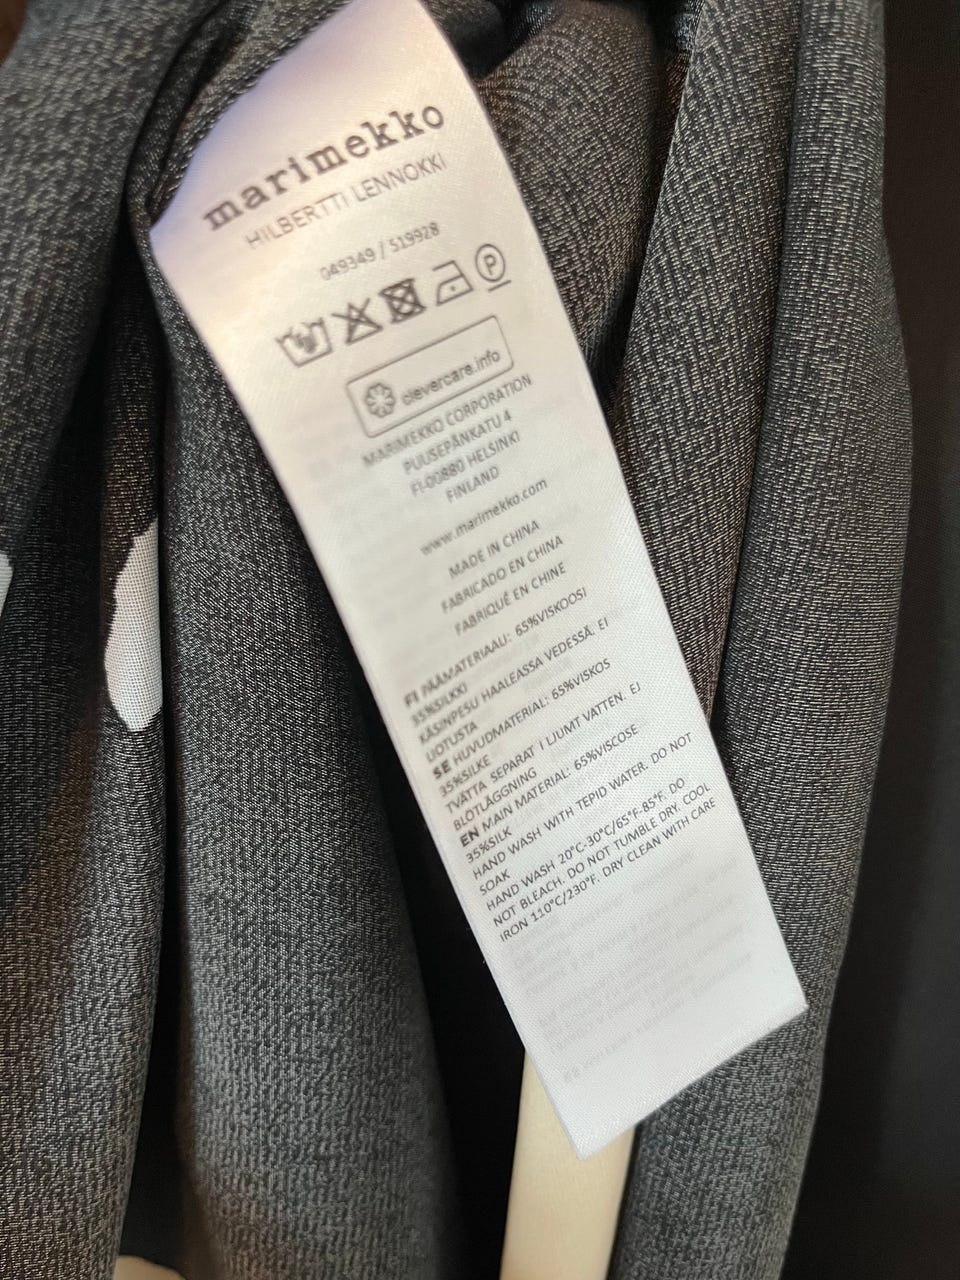 marimekko
HILBERTTI LENNOKKI
049349 / 519928
P
clevercare.info
MARIMEKKO CORPORATION
PUUSEPÄNKATU 4
FI-00880 HELSINKI
FINLAND
www.marimekko.com
MADE IN CHINA
FABRICADO EN CHINA
FABRIQUÉ EN CHINE
FI PÄÄMATERIAALI: 65%VISKOOSI
35%SILKKI
KÄSINPESU HAALEASSA VEDESSÄ. EI
LIOTUSTA
SE HUVUDMATERIAL: 65%VISKOS
35%SILKE
TVÄTTA SEPARAT I LJUMT VATTEN. EJ
BLÖTLÄGGNING
EN MAIN MATERIAL: 65%VISCOSE
35%SILK
HAND WASH WITH TEPID WATER. DO NOT
SOAK
HAND WASH 20°C-30°C/65°F-85°F. DO
NOT BLEACH. DO NOT TUMBLE DRY. COOL
IRON 110°C/230°F. DRY CLEAN WITH CARE